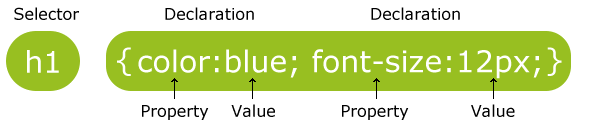 Selector Declaration Declaration
h1 {color:blue; font-size:12px;}
Property Value Property Value